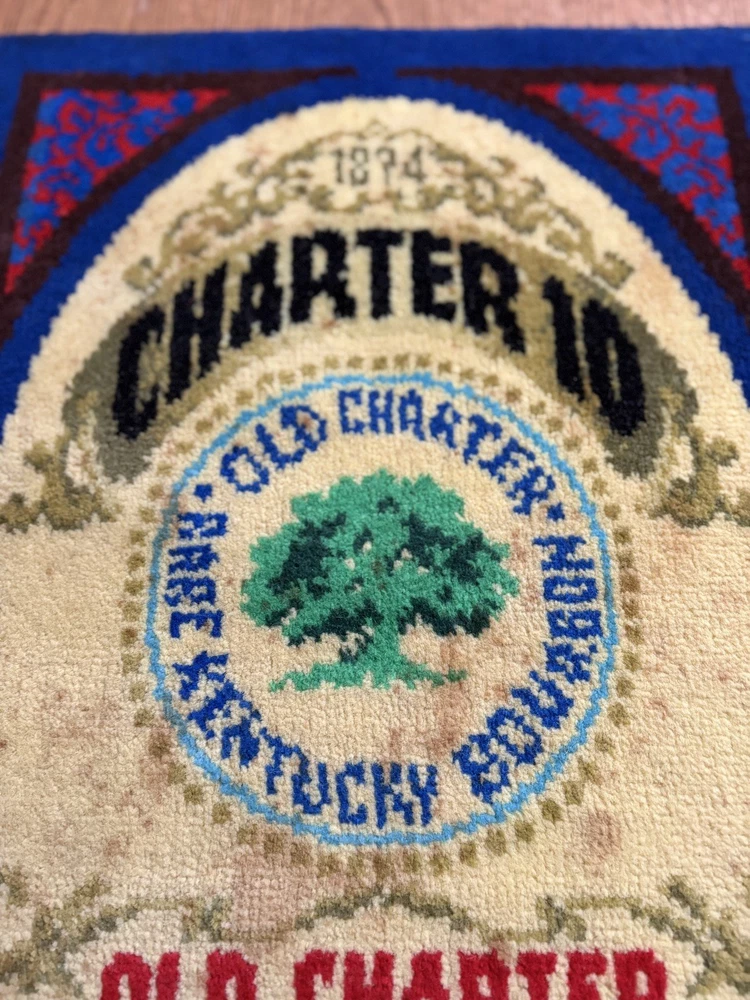 1874
CHARTER 10
• OLD CHARTER •
RARE KENTUCKY BOURBON
OLD CHARTER